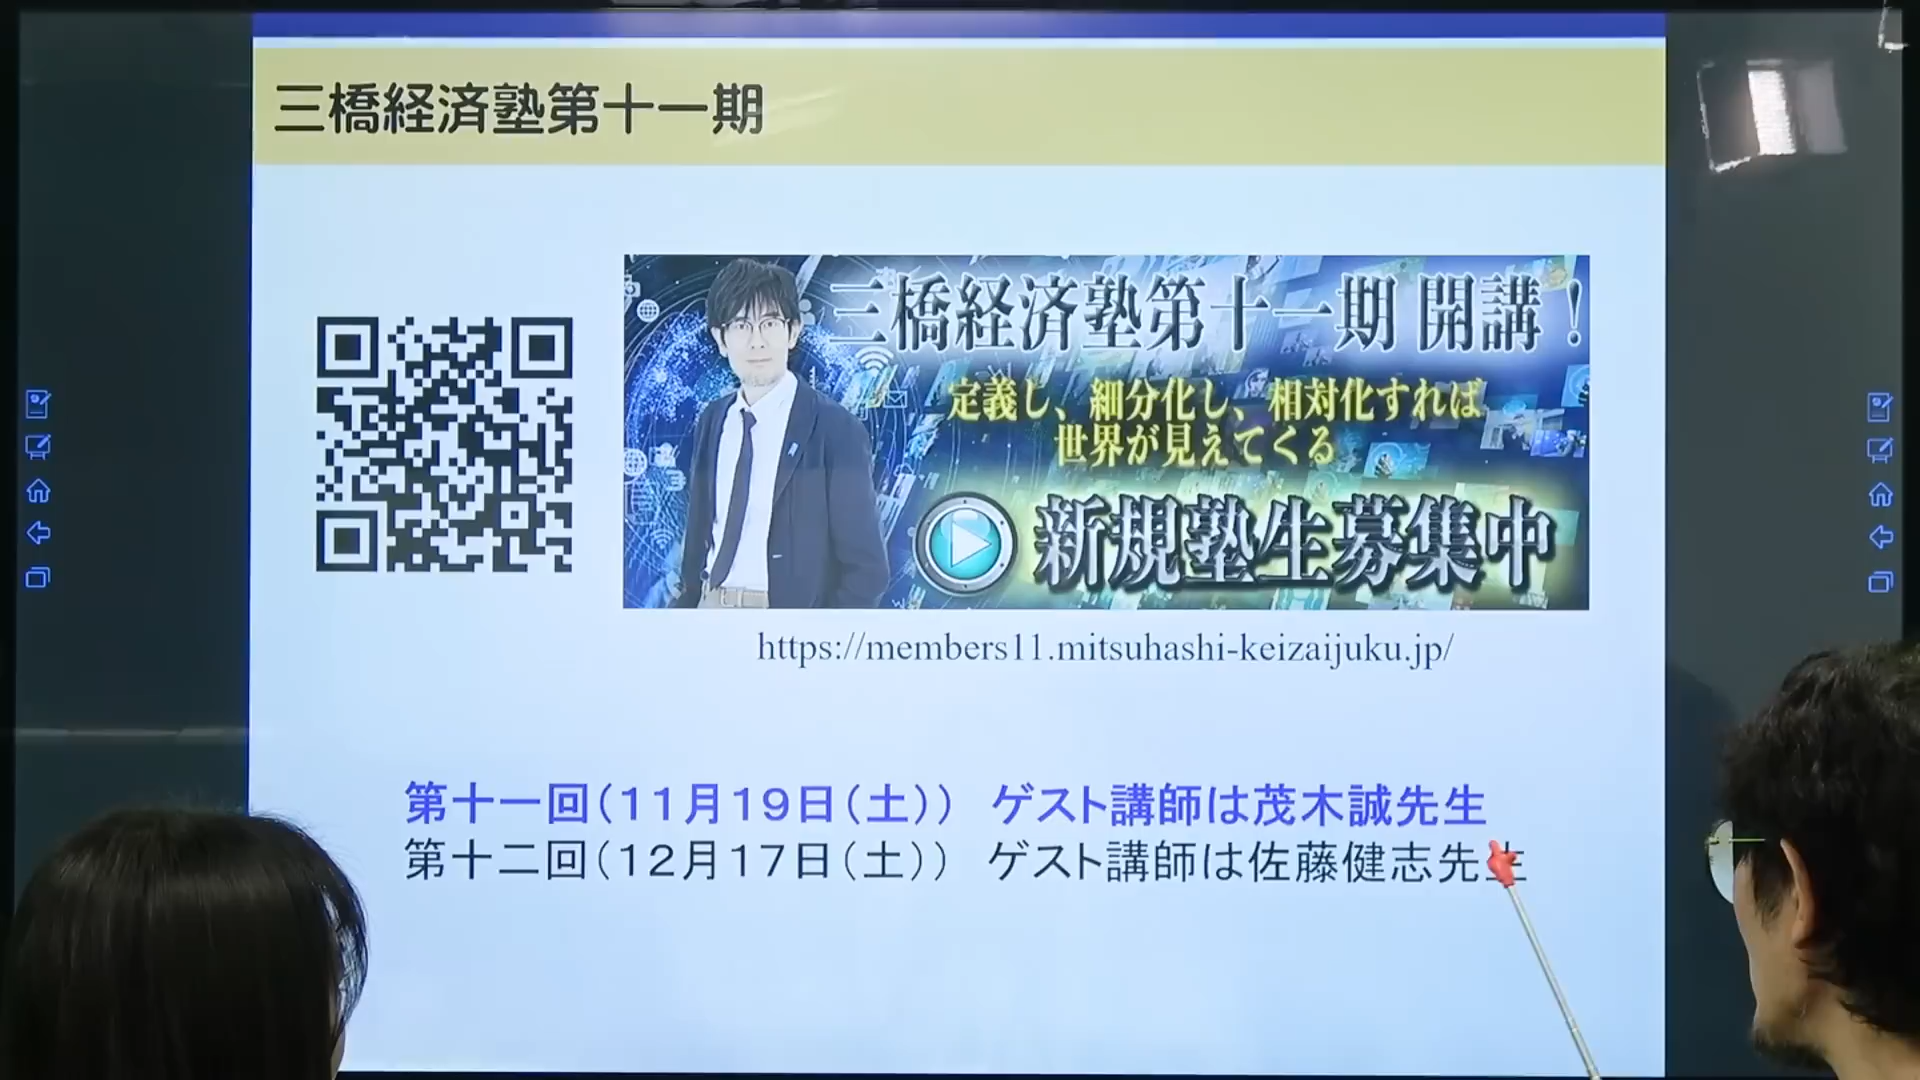 三橋経済塾第十一期
三橋経済塾第十一期 開講！
定義し、細分化し、相対化すれば
世界が見えてくる
新規塾生募集中
https://members11.mitsuhashi-keizaijuku.jp/
第十一回（11月19日（土）） ゲスト講師は茂木誠先生
第十二回（12月17日（土）） ゲスト講師は佐藤健志先生